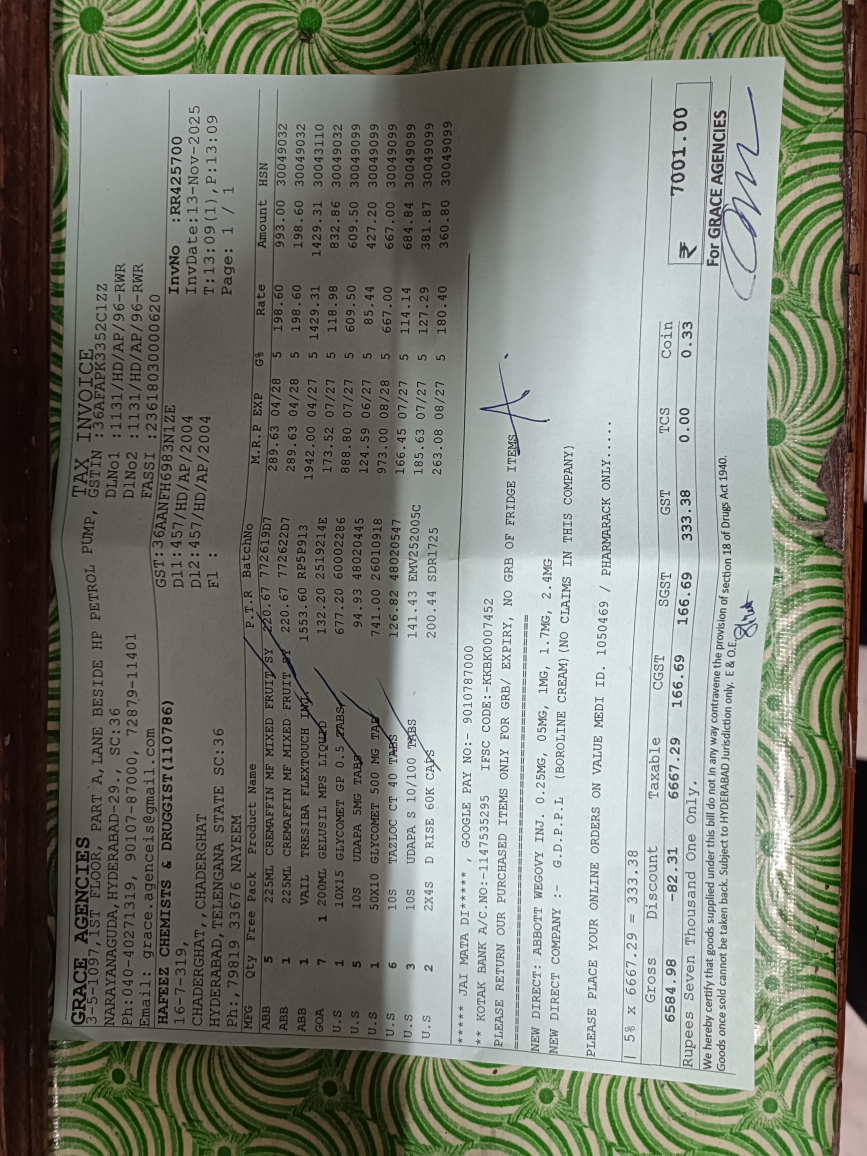 GRACE AGENCIES TAX INVOICE
3-5-1097,1ST FLOOR, PART A,LANE BESIDE HP PETROL PUMP, GSTIN :36AFAPK3352C1ZZ
NARAYANAGUDA,HYDERABAD-29., SC:36 DLNo1 :1131/HD/AP/96-RWR
Ph:040-40271319, 90107-87000, 72879-11401 DlNo2 :1131/HD/AP/96-RWR
Email: grace.agenceis@gmail.com FASSI :23618030000620
HAFEEZ CHEMISTS & DRUGGIST(110786) GST:36AANFH6983N1ZE InvNo :RR425700
16-7-319, D11:457/HD/AP/2004 InvDate:13-Nov-2025
CHADERGHAT,,CHADERGHAT D12:457/HD/AP/2004 T:13:09(1),P:13:09
HYDERABAD,TELENGANA STATE SC:36 Fl : Page: 1 / 1
Ph:,79819 33676 NAYEEM
MFG Qty Free Pack Product Name P.T.R BatchNo M.R.P EXP G% Rate Amount HSN
ABB 5 225ML CREMAFFIN MF MIXED FRUIT SY 220.67 772619D7 289.63 04/28 5 198.60 993.00 30049032
ABB 1 225ML CREMAFFIN MF MIXED FRUIT SY 220.67 772622D7 289.63 04/28 5 198.60 198.60 30049032
ABB 1 VAIL TRESIBA FLEXTOUCH INJ. 1553.60 RP5P913 1942.00 04/27 5 1429.31 1429.31 30043110
GOA 7 1 200ML GELUSIL MPS LIQUID 132.20 2519214E 173.52 07/27 5 118.98 832.86 30049032
U.S 1 10X15 GLYCOMET GP 0.5 TABS 677.20 60002286 888.80 07/27 5 609.50 609.50 30049099
U.S 5 10S UDAPA 5MG TABS 94.93 48020445 124.59 06/27 5 85.44 427.20 30049099
U.S 1 50X10 GLYCOMET 500 MG TAB 741.00 26010918 973.00 08/28 5 667.00 667.00 30049099
U.S 6 10S TAZLOC CT 40 TABS 126.82 48020547 166.45 07/27 5 114.14 684.84 30049099
U.S 3 10S UDAPA S 10/100 TABS 141.43 EMV252005C 185.63 07/27 5 127.29 381.87 30049099
U.S 2 2X4S D RISE 60K CAPS 200.44 SDR1725 263.08 08/27 5 180.40 360.80 30049099
***** JAI MATA DI***** , GOOGLE PAY NO:- 9010787000
** KOTAK BANK A/C.NO:-1147535295 IFSC CODE:-KKBK0007452
PLEASE RETURN OUR PURCHASED ITEMS ONLY FOR GRB/ EXPIRY, NO GRB OF FRIDGE ITEMS
NEW DIRECT: ABBOTT WEGOVY INJ. 0.25MG, 05MG, 1MG, 1.7MG, 2.4MG
NEW DIRECT COMPANY :- G.D.P.P.L (BOROLINE CREAM)(NO CLAIMS IN THIS COMPANY)
PLEASE PLACE YOUR ONLINE ORDERS ON VALUE MEDI ID. 1050469 / PHARMARACK ONLY.....
| 5% x 6667.29 = 333.38
Gross Discount Taxable CGST SGST GST TCS Coin
6584.98 -82.31 6667.29 166.69 166.69 333.38 0.00 0.33 ₹ 7001.00
Rupees Seven Thousand One Only.
We hereby certify that goods supplied under this bill do not in any way contravene the provision of section 18 of Drugs Act 1940. For GRACE AGENCIES
Goods once sold cannot be taken back. Subject to HYDERABAD Jurisdiction only. E & O.E